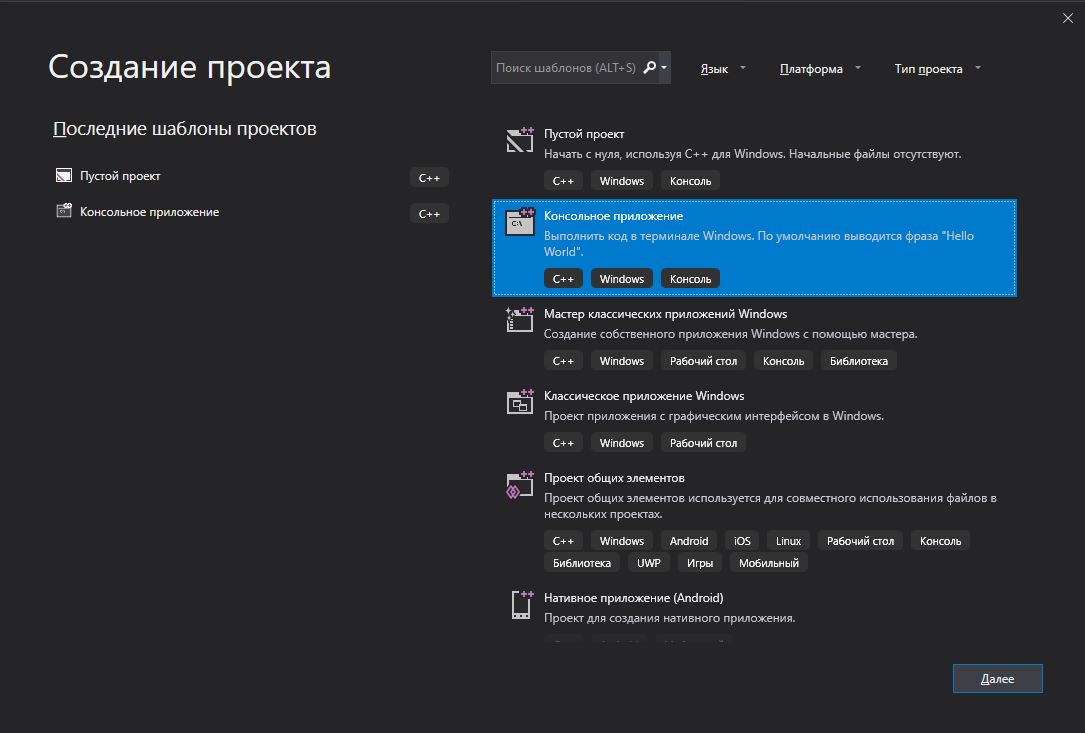 Создание проекта
Поиск шаблонов (ALT+S)
Язык
Платформа
Тип проекта
Последние шаблоны проектов
Пустой проект
C++
Консольное приложение
C++
Пустой проект
Начать с нуля, используя C++ для Windows. Начальные файлы отсутствуют.
C++ Windows Консоль
C:\
Консольное приложение
Выполнить код в терминале Windows. По умолчанию выводится фраза "Hello
World".
C++ Windows Консоль
Мастер классических приложений Windows
Создание собственного приложения Windows с помощью мастера.
C++ Windows Рабочий стол Консоль Библиотека
Классическое приложение Windows
Проект приложения с графическим интерфейсом в Windows.
C++ Windows Рабочий стол
Проект общих элементов
Проект общих элементов используется для совместного использования файлов в
нескольких проектах.
C++ Windows Android iOS Linux Рабочий стол Консоль
Библиотека UWP Игры Мобильный
Нативное приложение (Android)
Проект для создания нативного приложения.
Далее